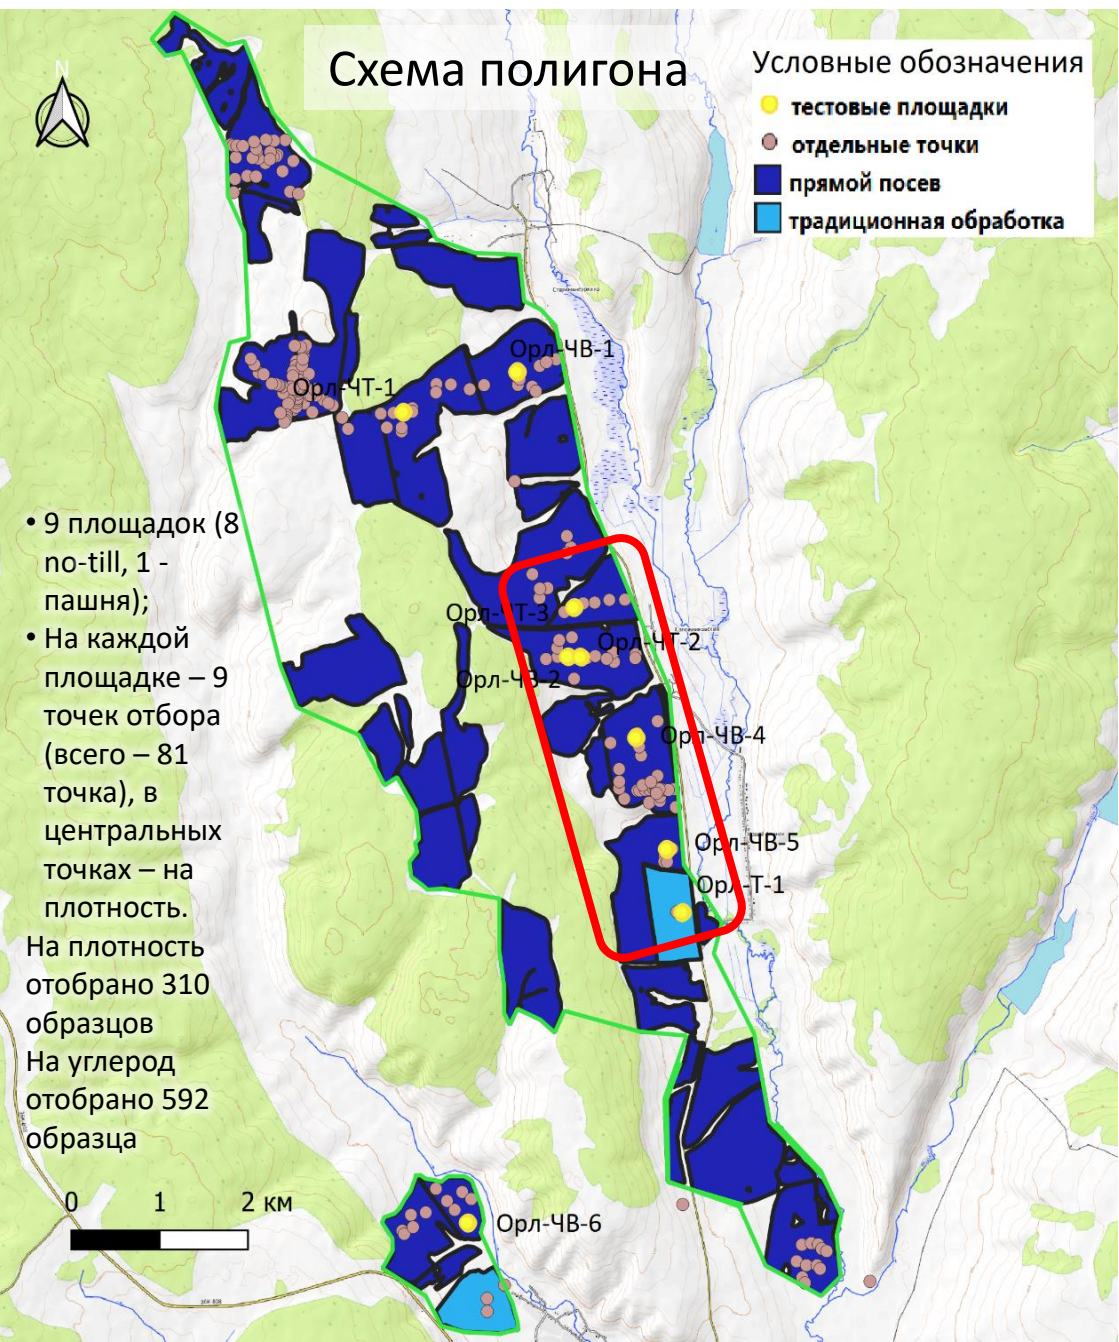 Схема полигона
Условные обозначения
тестовые площадки
отдельные точки
прямой посев
традиционная обработка
N
Орл-ЧВ-1
Орл-ЧТ-1
• 9 площадок (8
no-till, 1 -
пашня);
• На каждой
площадке – 9
точек отбора
(всего – 81
точка), в
центральных
точках – на
плотность.
На плотность
отобрано 310
образцов
На углерод
отобрано 592
образца
Орл-ЧТ-3
Орл-ЧТ-2
Орл-ЧВ-2
Орл-ЧВ-4
Орл-ЧВ-5
Орл-Т-1
0 1 2 км
Орл-ЧВ-6